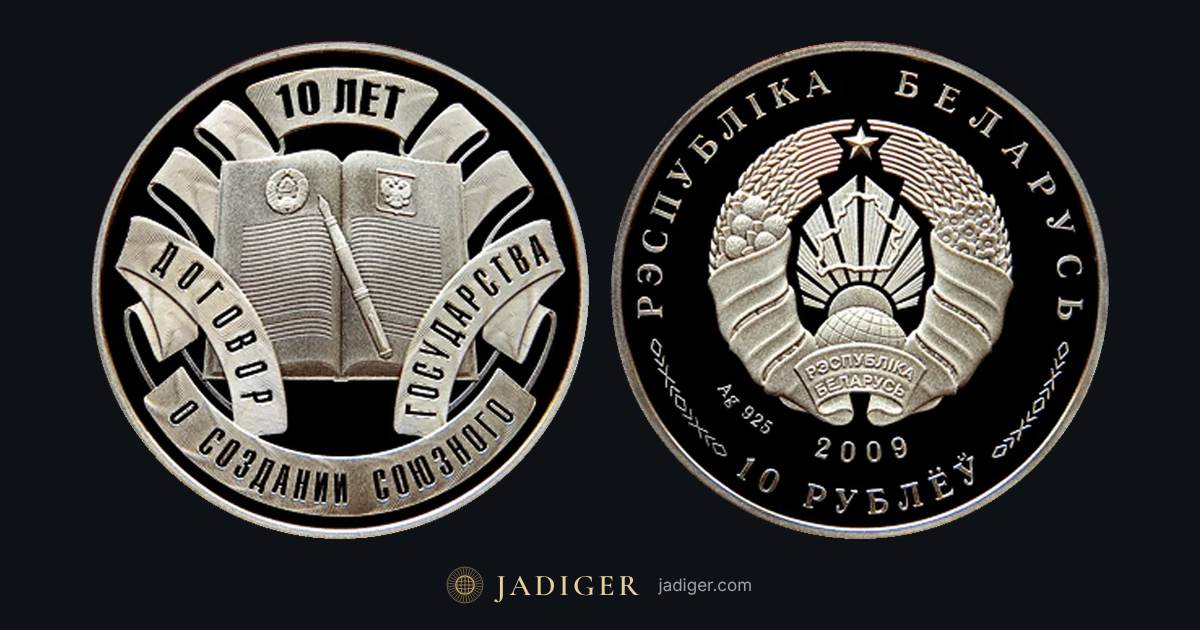 10 ЛЕТ
ДОГОВОР
О СОЗДАНИИ СОЮЗНОГО
ГОСУДАРСТВА
РЭСПУБЛІКА БЕЛАРУСЬ
РЭСПУБЛІКА
БЕЛАРУСЬ
Ag 925
2009
10 РУБЛЁЎ
JADIGER jadiger.com